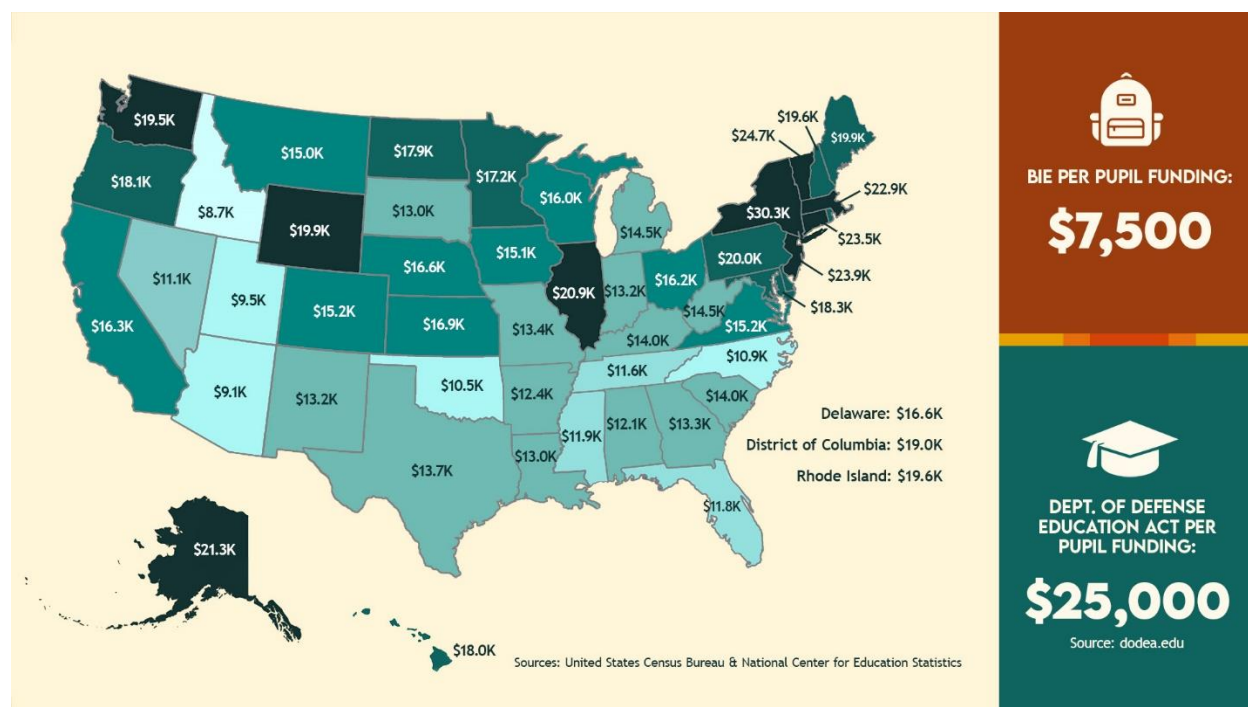 $19.5K
$15.0K
$17.9K
$17.2K
$24.7K
$19.6K
$19.9K
$18.1K
$8.7K
$13.0K
$16.0K
$22.9K
$19.9K
$14.5K
$30.3K
$23.5K
$11.1K
$9.5K
$16.6K
$15.1K
$20.0K
$23.9K
$16.3K
$15.2K
$16.9K
$20.9K
$13.2K
$16.2K
$14.5K
$18.3K
$13.4K
$14.0K
$15.2K
$9.1K
$13.2K
$10.5K
$12.4K
$11.6K
$10.9K
$14.0K
$13.7K
$13.0K
$11.9K
$12.1K
$13.3K
$11.8K
$21.3K
$18.0K
Delaware: $16.6K
District of Columbia: $19.0K
Rhode Island: $19.6K
Sources: United States Census Bureau & National Center for Education Statistics
BIE PER PUPIL FUNDING:
$7,500
DEPT. OF DEFENSE
EDUCATION ACT PER
PUPIL FUNDING:
$25,000
Source: dodea.edu